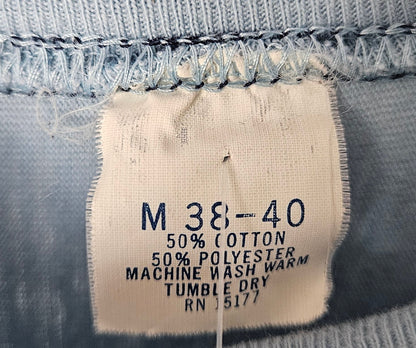 M 38-40
50% COTTON
50% POLYESTER
MACHINE WASH WARM
TUMBLE DRY
RN 15177